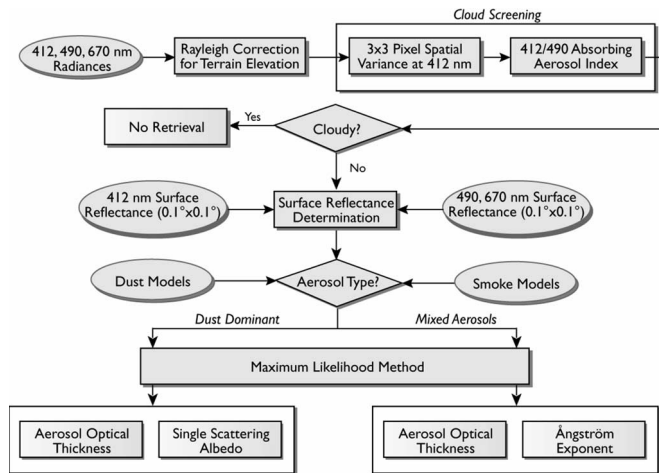 Cloud Screening
412, 490, 670 nm
Radiances
Rayleigh Correction
for Terrain Elevation
3x3 Pixel Spatial
Variance at 412 nm
412/490 Absorbing
Aerosol Index
No Retrieval
Yes
Cloudy?
No
412 nm Surface
Reflectance (0.1°x0.1°)
Surface Reflectance
Determination
490, 670 nm Surface
Reflectance (0.1°x0.1°)
Dust Models
Aerosol Type?
Smoke Models
Dust Dominant
Mixed Aerosols
Maximum Likelihood Method
Aerosol Optical
Thickness
Single Scattering
Albedo
Aerosol Optical
Thickness
Ångström
Exponent